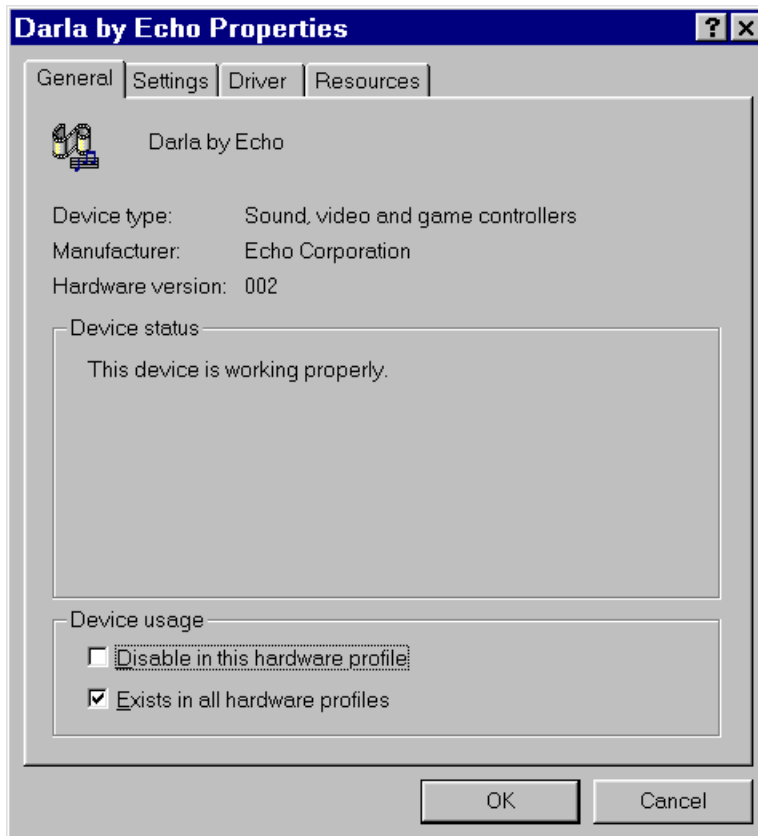 Darla by Echo Properties
General Settings Driver Resources
Darla by Echo
Device type: Sound, video and game controllers
Manufacturer: Echo Corporation
Hardware version: 002
Device status
This device is working properly.
Device usage
Disable in this hardware profile
Exists in all hardware profiles
OK Cancel